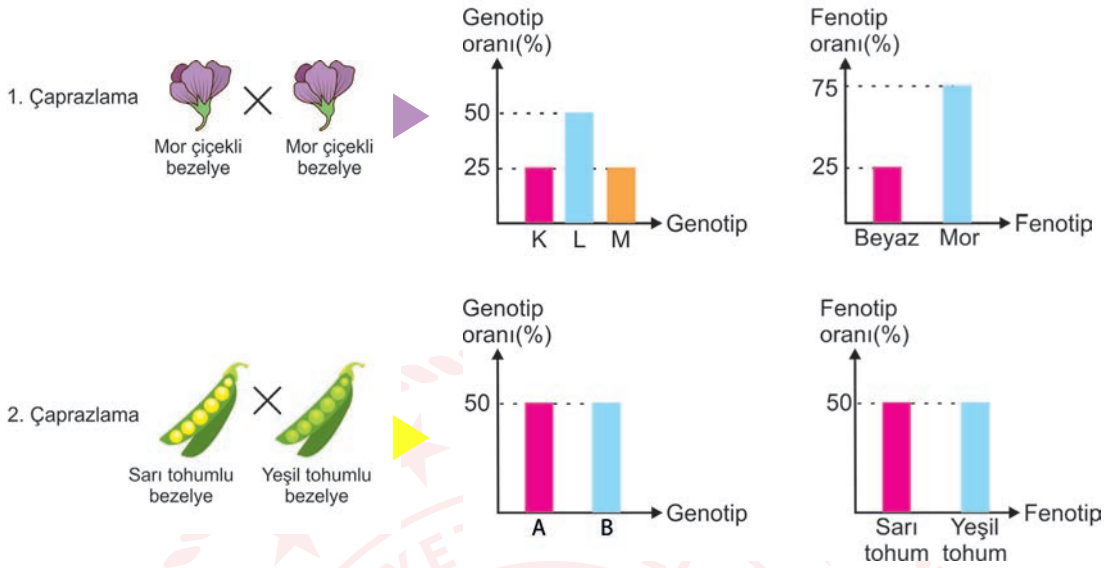 1. Çaprazlama
Mor çiçekli
bezelye
Mor çiçekli
bezelye
Genotip
oranı(%)
50
25
K L M
Genotip
Fenotip
oranı(%)
75
25
Beyaz Mor
Fenotip
2. Çaprazlama
Sarı tohumlu
bezelye
Yeşil tohumlu
bezelye
Genotip
oranı(%)
50
A B
Genotip
Fenotip
oranı(%)
50
Sarı
tohum
Yeşil
tohum
Fenotip